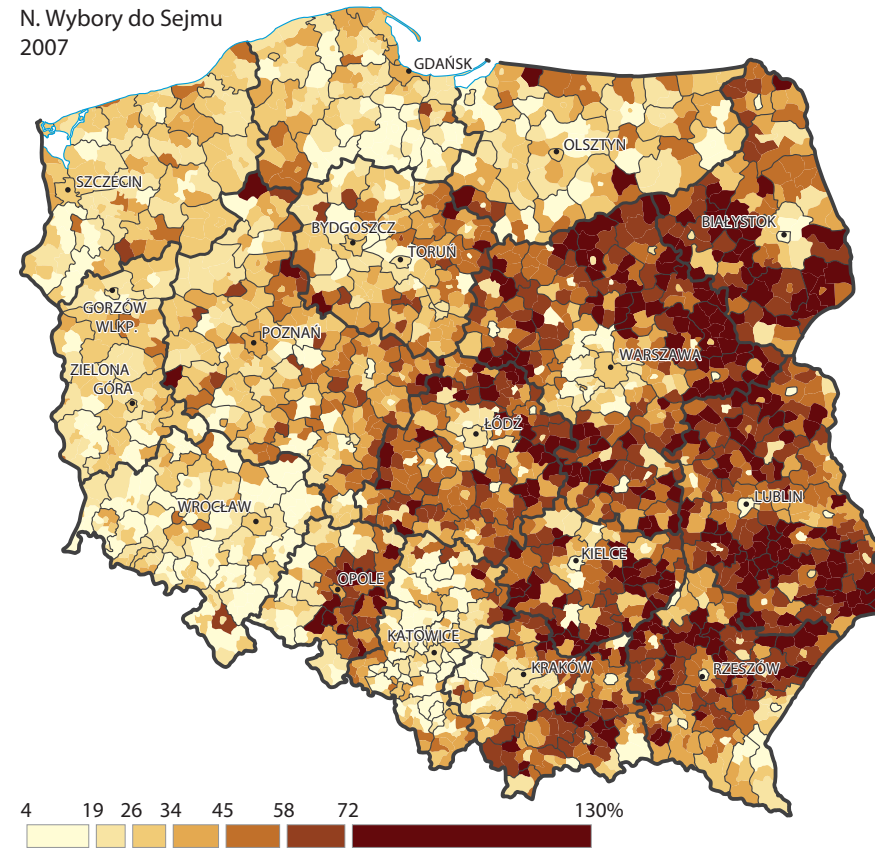 N. Wybory do Sejmu
2007
GDAŃSK
OLSZTYN
SZCZECIN
BIAŁYSTOK
BYDGOSZCZ
TORUŃ
GORZÓW
WLKP.
POZNAŃ
WARSZAWA
ZIELONA
GÓRA
ŁÓDŹ
WROCŁAW
LUBLIN
KIELCE
OPOLE
KATOWICE
KRAKÓW
RZESZÓW
4 19 26 34 45 58 72 130%